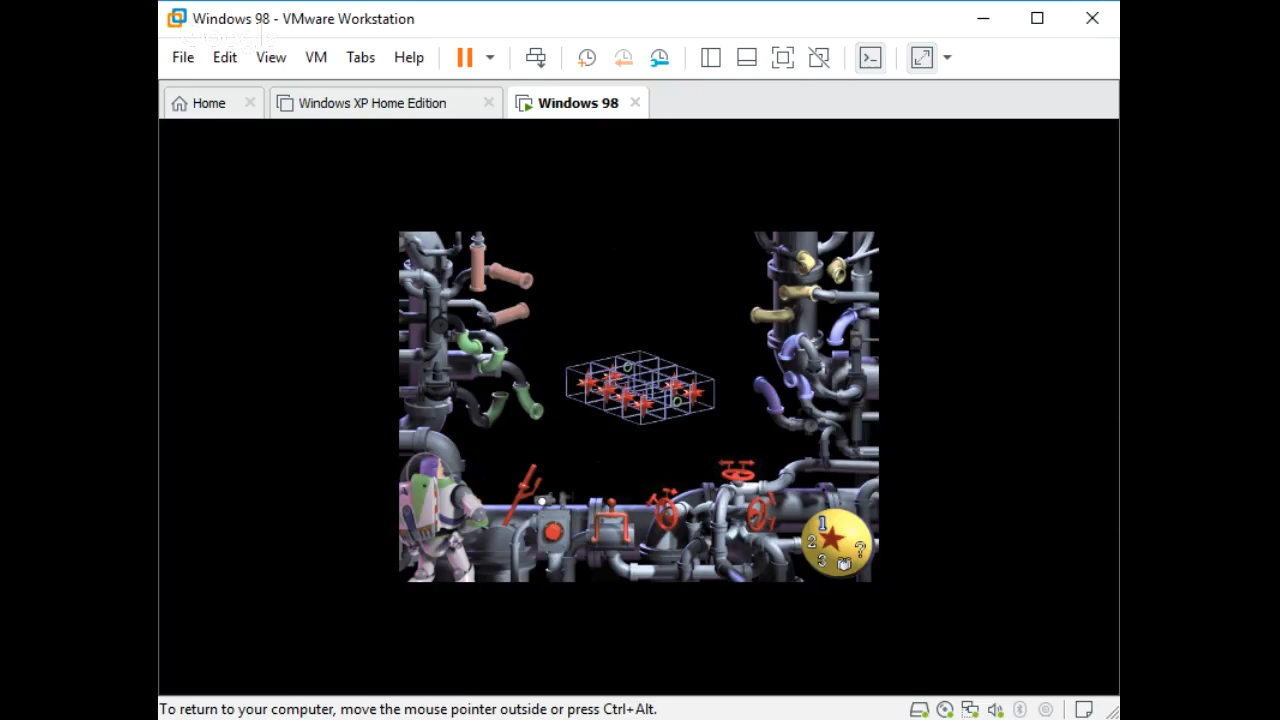 Windows 98 - VMware Workstation
Google
File Edit View VM Tabs Help
Home Windows XP Home Edition Windows 98
1
2 ?
3
To return to your computer, move the mouse pointer outside or press Ctrl+Alt.